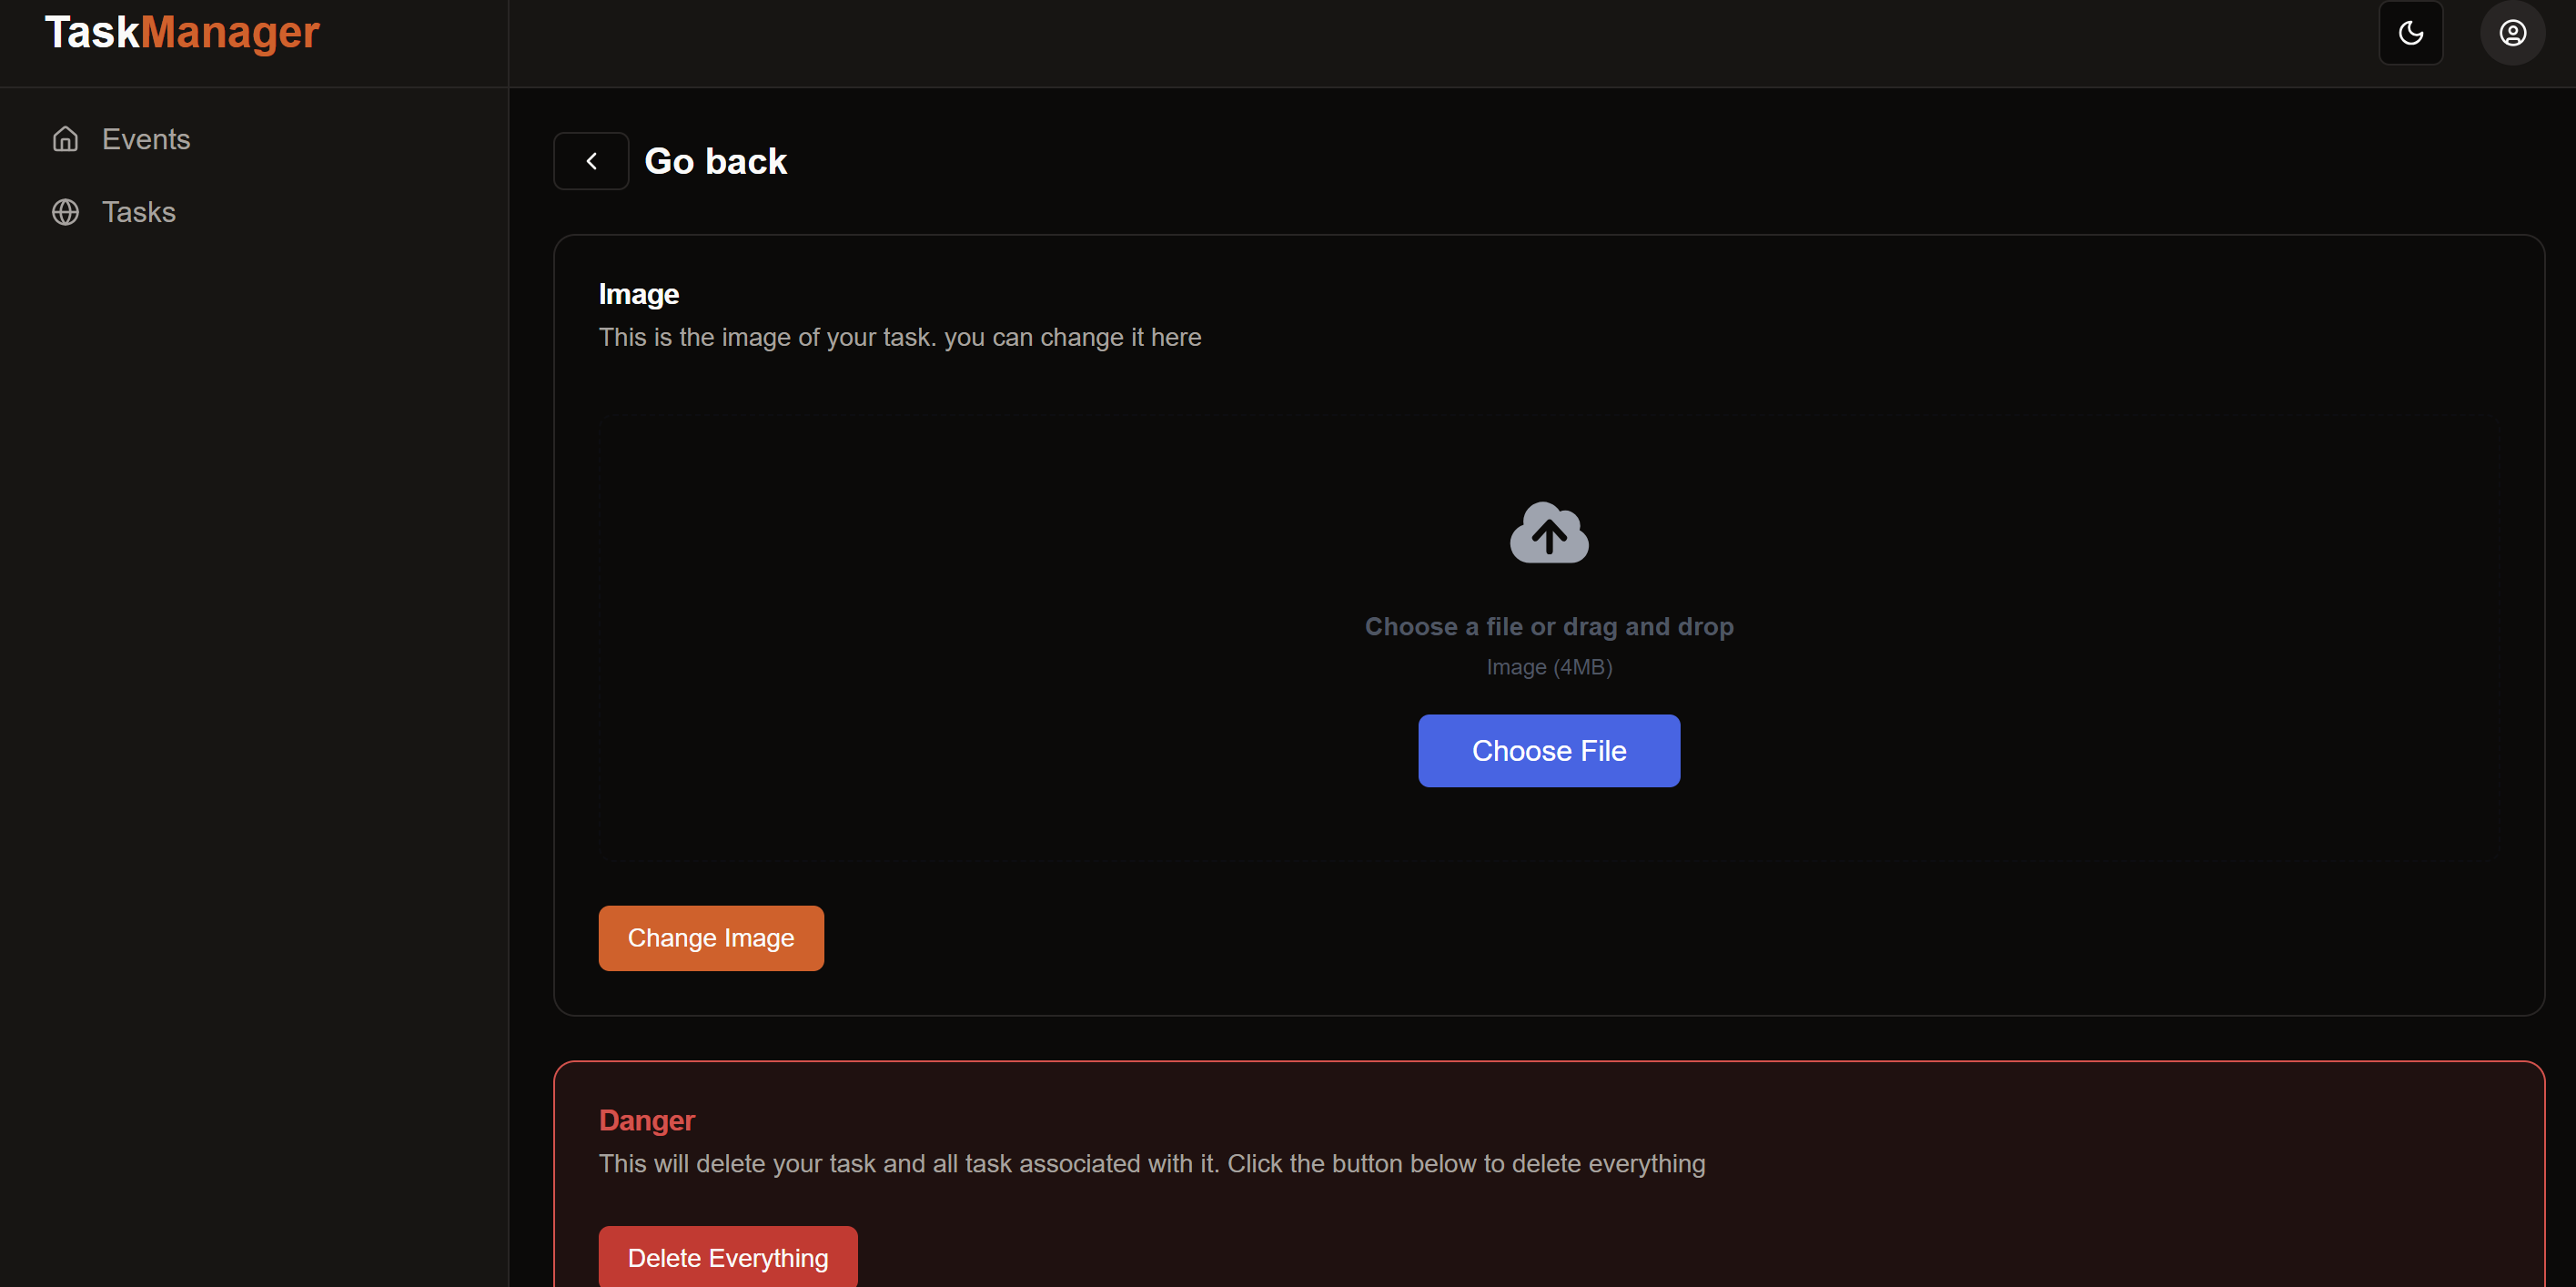 TaskManager
Events
Tasks
Go back
Image
This is the image of your task. you can change it here
Choose a file or drag and drop
Image (4MB)
Choose File
Change Image
Danger
This will delete your task and all task associated with it. Click the button below to delete everything
Delete Everything